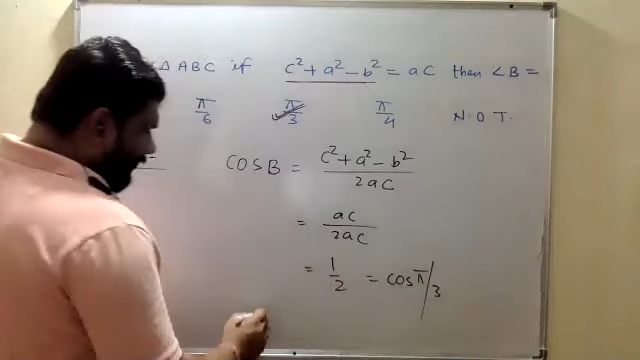 Δ ABC if c² + a² - b² = ac then ∠B =
π/6 π/3 π/4 N.O.T.
cos B = (c² + a² - b²)/2ac
= ac/2ac
= 1/2 = cos π/3